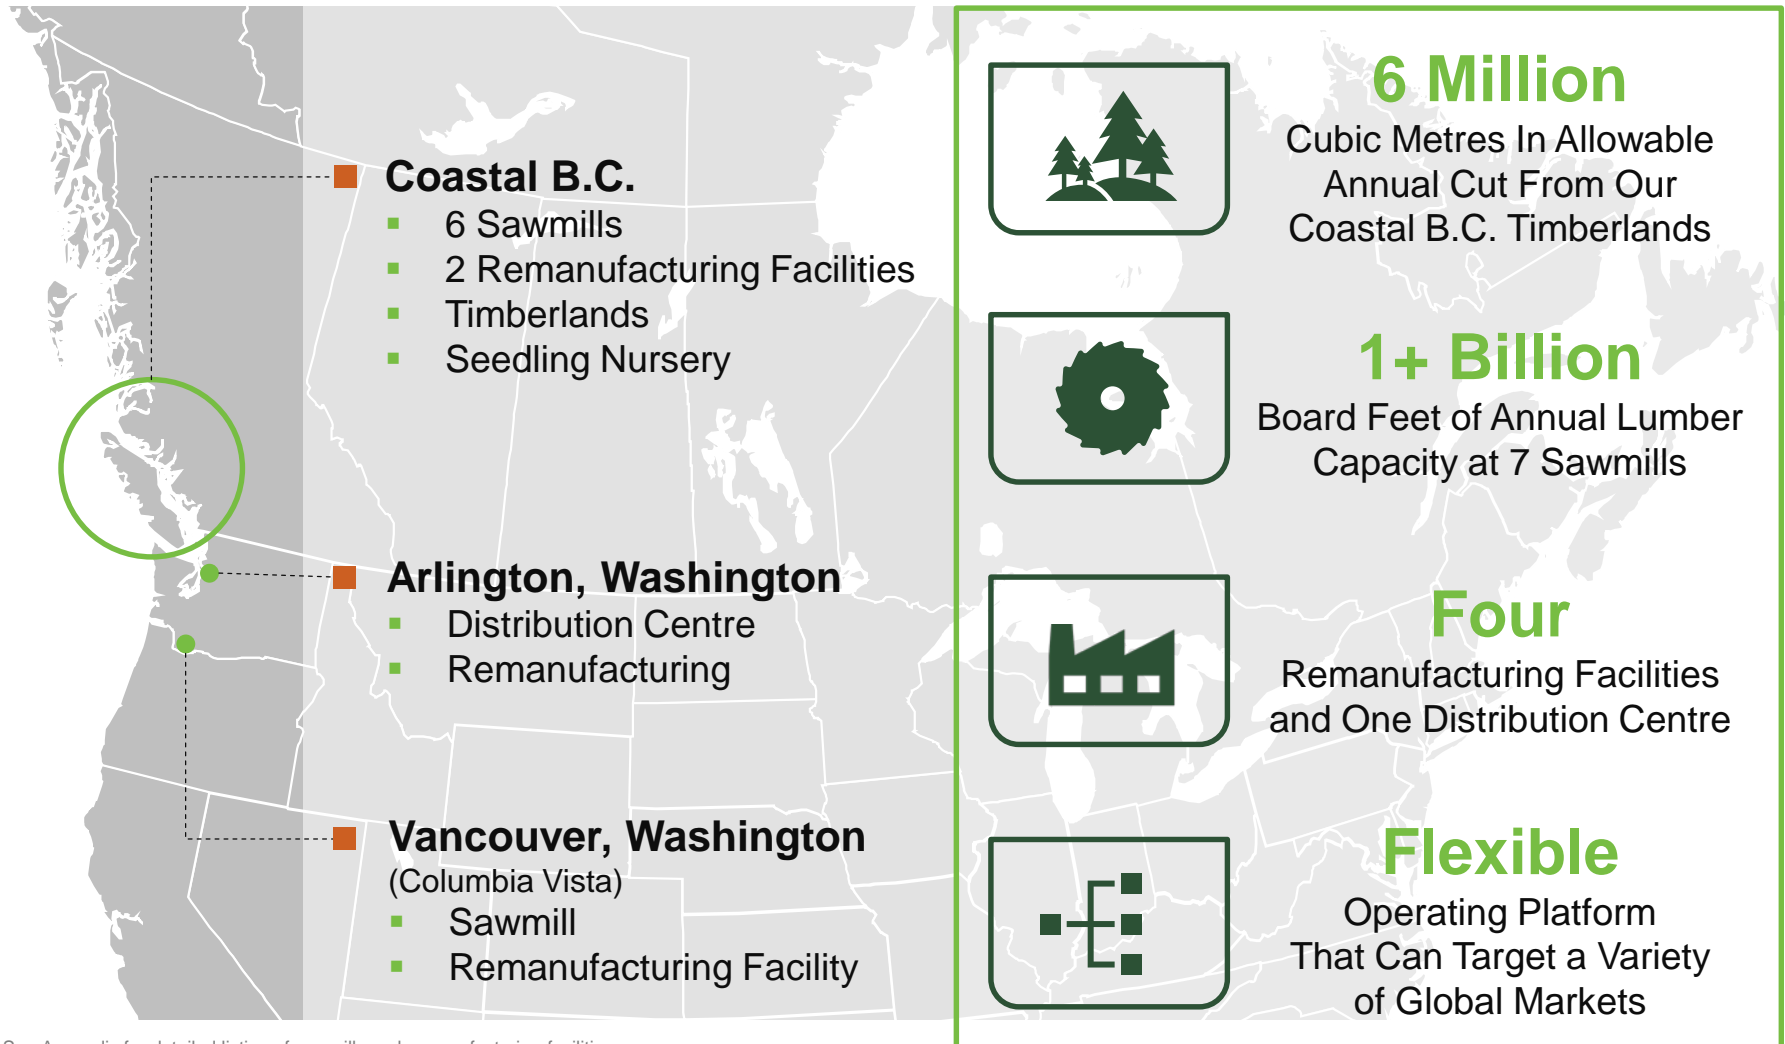 Coastal B.C.
6 Sawmills
2 Remanufacturing Facilities
Timberlands
Seedling Nursery
Arlington, Washington
Distribution Centre
Remanufacturing
Vancouver, Washington
(Columbia Vista)
Sawmill
Remanufacturing Facility
6 Million
Cubic Metres In Allowable
Annual Cut From Our
Coastal B.C. Timberlands
1+ Billion
Board Feet of Annual Lumber
Capacity at 7 Sawmills
Four
Remanufacturing Facilities
and One Distribution Centre
Flexible
Operating Platform
That Can Target a Variety
of Global Markets